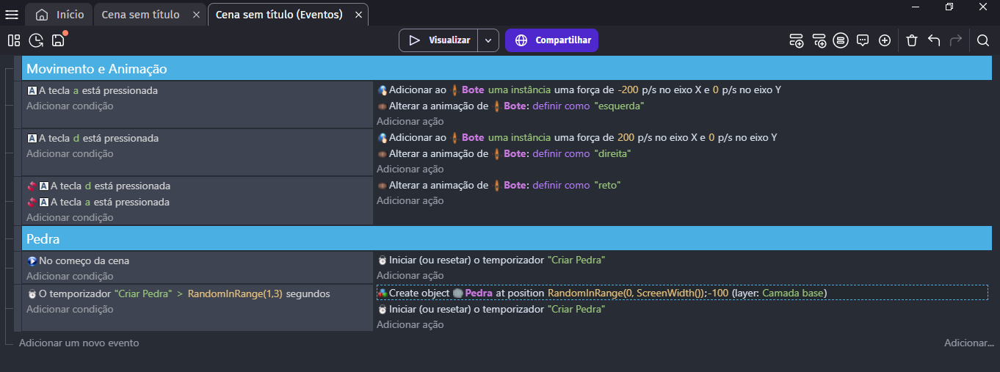 Início Cena sem título Cena sem título (Eventos)
Visualizar Compartilhar
Movimento e Animação
A tecla a está pressionada
Adicionar condição
Adicionar ao Bote uma instância uma força de -200 p/s no eixo X e 0 p/s no eixo Y
Alterar a animação de Bote: definir como "esquerda"
Adicionar ação
A tecla d está pressionada
Adicionar condição
Adicionar ao Bote uma instância uma força de 200 p/s no eixo X e 0 p/s no eixo Y
Alterar a animação de Bote: definir como "direita"
Adicionar ação
A tecla d está pressionada
A tecla a está pressionada
Adicionar condição
Alterar a animação de Bote: definir como "reto"
Adicionar ação
Pedra
No começo da cena
Adicionar condição
Iniciar (ou resetar) o temporizador "Criar Pedra"
Adicionar ação
O temporizador "Criar Pedra" > RandomInRange(1,3) segundos
Adicionar condição
Create object Pedra at position RandomInRange(0, ScreenWidth());-100 (layer: Camada base)
Iniciar (ou resetar) o temporizador "Criar Pedra"
Adicionar ação
Adicionar um novo evento
Adicionar...